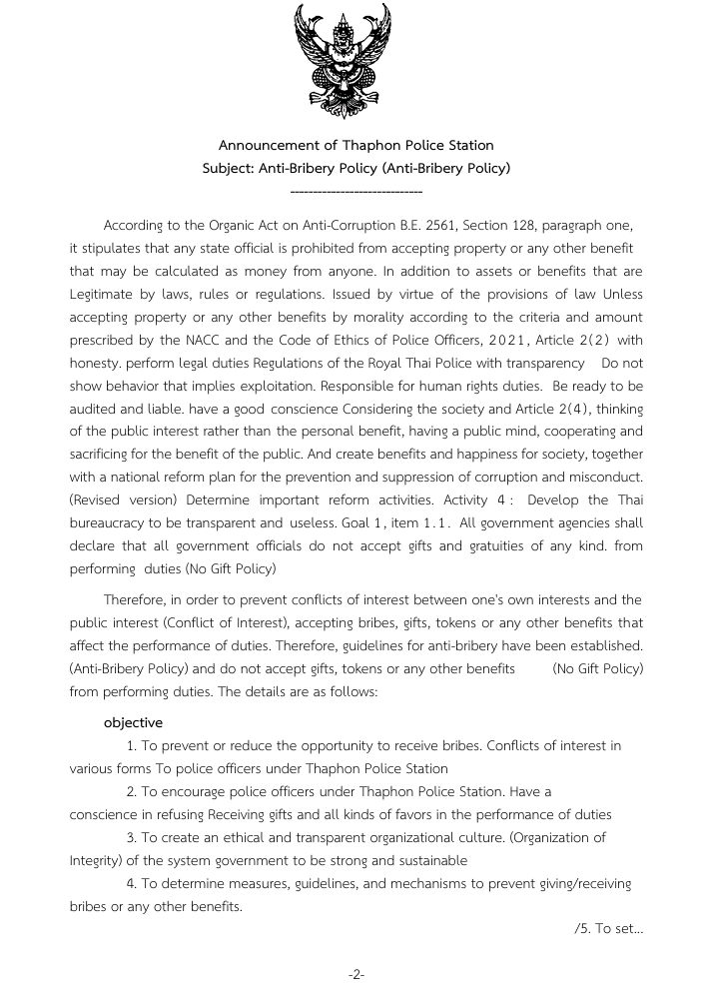 Announcement of Thaphon Police Station
Subject: Anti-Bribery Policy (Anti-Bribery Policy)
-----------------------------
According to the Organic Act on Anti-Corruption B.E. 2561, Section 128, paragraph one,
it stipulates that any state official is prohibited from accepting property or any other benefit
that may be calculated as money from anyone. In addition to assets or benefits that are
Legitimate by laws, rules or regulations. Issued by virtue of the provisions of law Unless
accepting property or any other benefits by morality according to the criteria and amount
prescribed by the NACC and the Code of Ethics of Police Officers, 2021, Article 2(2) with
honesty. perform legal duties Regulations of the Royal Thai Police with transparency Do not
show behavior that implies exploitation. Responsible for human rights duties. Be ready to be
audited and liable. have a good conscience Considering the society and Article 2(4), thinking
of the public interest rather than the personal benefit, having a public mind, cooperating and
sacrificing for the benefit of the public. And create benefits and happiness for society, together
with a national reform plan for the prevention and suppression of corruption and misconduct.
(Revised version) Determine important reform activities. Activity 4: Develop the Thai
bureaucracy to be transparent and useless. Goal 1, item 1.1. All government agencies shall
declare that all government officials do not accept gifts and gratuities of any kind. from
performing duties (No Gift Policy)
Therefore, in order to prevent conflicts of interest between one's own interests and the
public interest (Conflict of Interest), accepting bribes, gifts, tokens or any other benefits that
affect the performance of duties. Therefore, guidelines for anti-bribery have been established.
(Anti-Bribery Policy) and do not accept gifts, tokens or any other benefits (No Gift Policy)
from performing duties. The details are as follows:
objective
1. To prevent or reduce the opportunity to receive bribes. Conflicts of interest in
various forms To police officers under Thaphon Police Station
2. To encourage police officers under Thaphon Police Station. Have a
conscience in refusing Receiving gifts and all kinds of favors in the performance of duties
3. To create an ethical and transparent organizational culture. (Organization of
Integrity) of the system government to be strong and sustainable
4. To determine measures, guidelines, and mechanisms to prevent giving/receiving
bribes or any other benefits.
/5. To set...
-2-